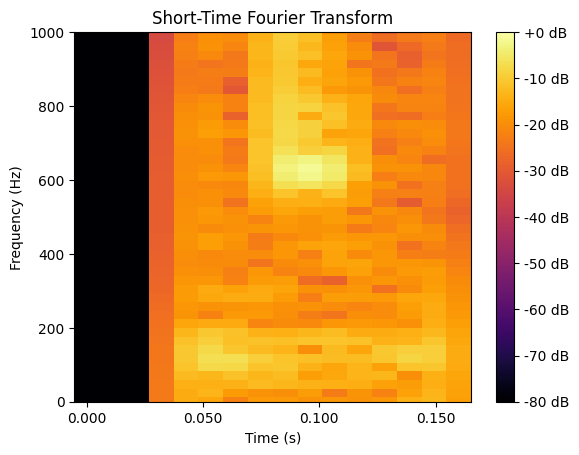 Short-Time Fourier Transform
1000
800
600
400
200
0
Frequency (Hz)
0.000
0.050
0.100
0.150
Time (s)
+0 dB
-10 dB
-20 dB
-30 dB
-40 dB
-50 dB
-60 dB
-70 dB
-80 dB